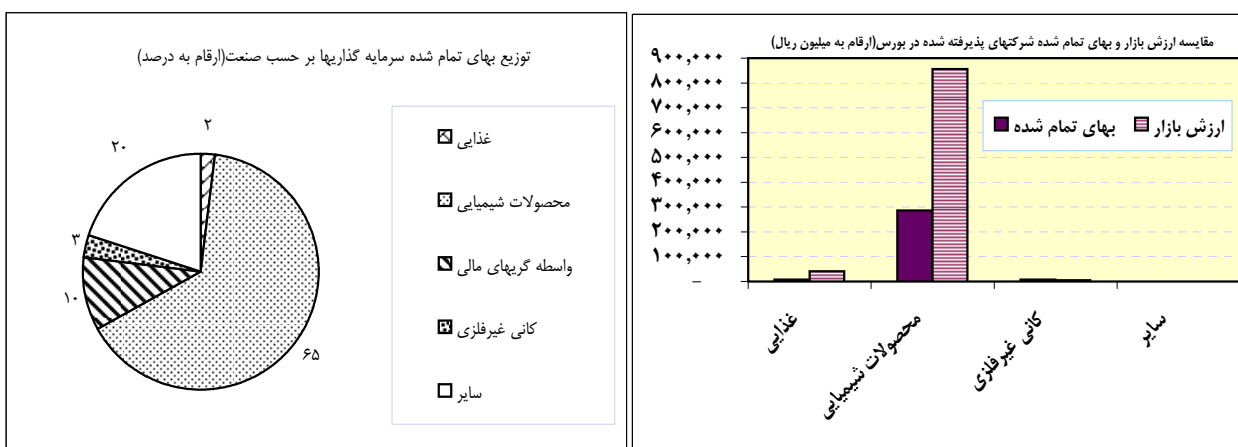 مقایسه ارزش بازار و بهای تمام شده شرکتهای پذیرفته شده در بورس(ارقام به میلیون ریال)
۹۰۰,۰۰۰
۸۰۰,۰۰۰
۷۰۰,۰۰۰
۶۰۰,۰۰۰
۵۰۰,۰۰۰
۴۰۰,۰۰۰
۳۰۰,۰۰۰
۲۰۰,۰۰۰
۱۰۰,۰۰۰
-
ارزش بازار بهای تمام شده
غذایی
محصولات شیمیایی
کانی غیرفلزی
سایر
توزیع بهای تمام شده سرمایه گذاریها بر حسب صنعت(ارقام به درصد)
غذایی
محصولات شیمیایی
واسطه گریهای مالی
کانی غیرفلزی
سایر
۲
۶۵
۱۰
۳
۲۰